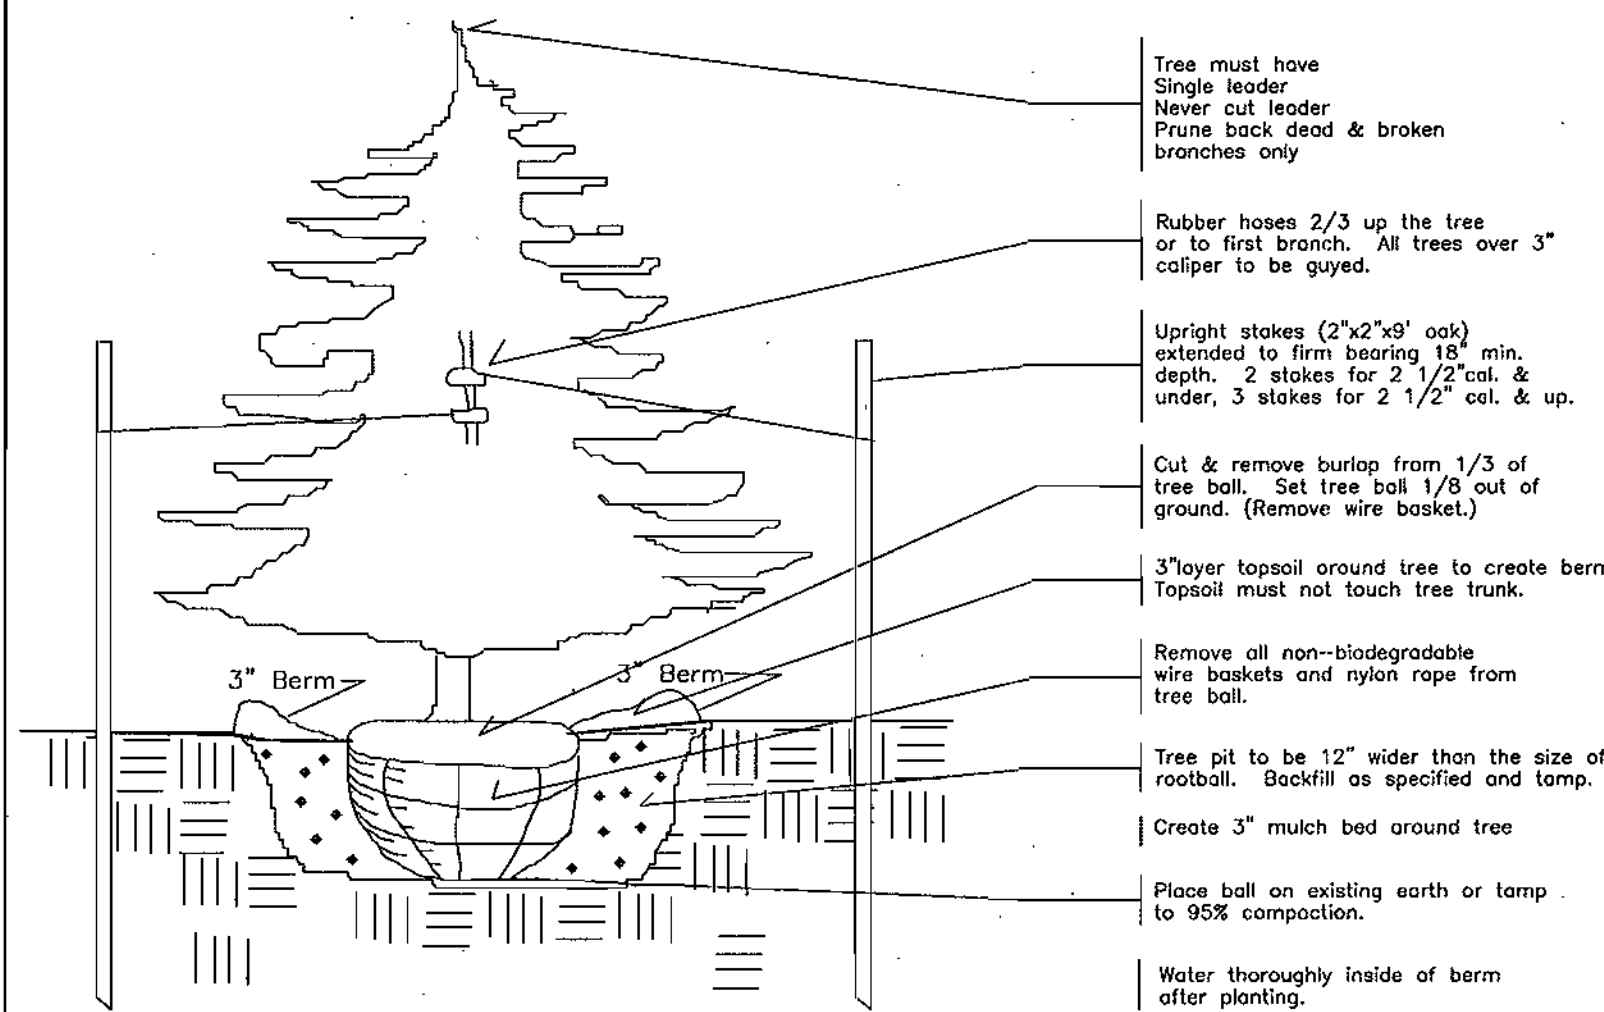 Tree must have
Single leader
Never cut leader
Prune back dead & broken
branches only
Rubber hoses 2/3 up the tree
or to first branch. All trees over 3"
caliper to be guyed.
Upright stakes (2"x2"x9' oak)
extended to firm bearing 18" min.
depth. 2 stakes for 2 1/2"cal. &
under, 3 stakes for 2 1/2" cal. & up.
Cut & remove burlap from 1/3 of
tree ball. Set tree ball 1/8 out of
ground. (Remove wire basket.)
3"layer topsoil around tree to create berm
Topsoil must not touch tree trunk.
3" Berm
3" Berm
Remove all non--biodegradable
wire baskets and nylon rope from
tree ball.
Tree pit to be 12" wider than the size of
rootball. Backfill as specified and tamp.
Create 3" mulch bed around tree
Place ball on existing earth or tamp
to 95% compaction.
Water thoroughly inside of berm
after planting.